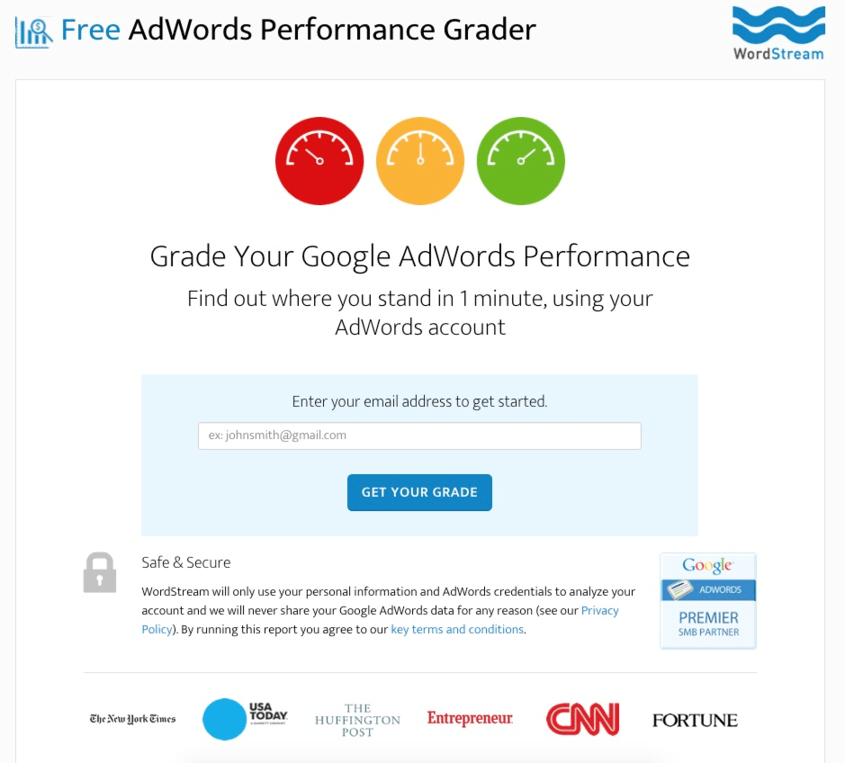 Free AdWords Performance Grader
WordStream
Grade Your Google AdWords Performance
Find out where you stand in 1 minute, using your
AdWords account
Enter your email address to get started.
ex: johnsmith@gmail.com
GET YOUR GRADE
Safe & Secure
WordStream will only use your personal information and AdWords credentials to analyze your
account and we will never share your Google AdWords data for any reason (see our Privacy
Policy). By running this report you agree to our key terms and conditions.
Google
ADWORDS
PREMIER
SMB PARTNER
The New York Times
USA
TODAY
THE
HUFFINGTON
POST
Entrepreneur
CNN
FORTUNE